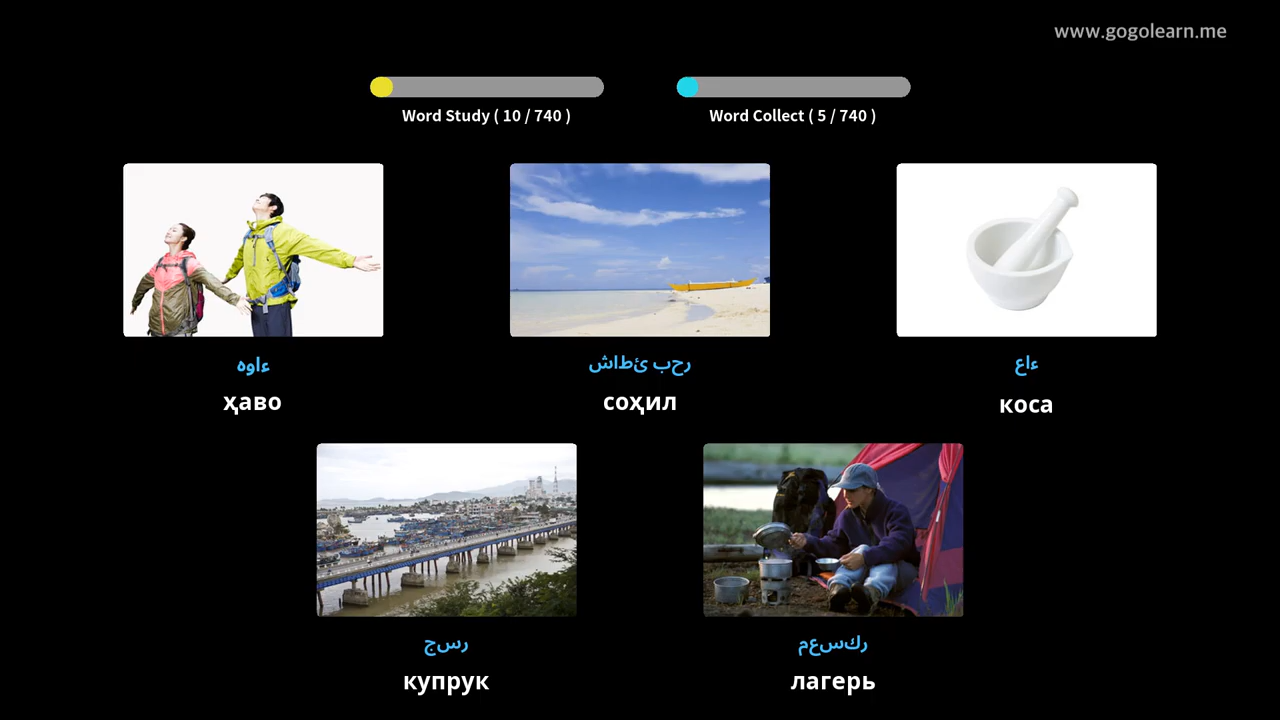 www.gogolearn.me
Word Study ( 10 / 740 )
Word Collect ( 5 / 740 )
ءاوه
رحب ئطاش
ءاع
ҳаво
соҳил
коса
رسج
ركسعم
купрук
лагерь